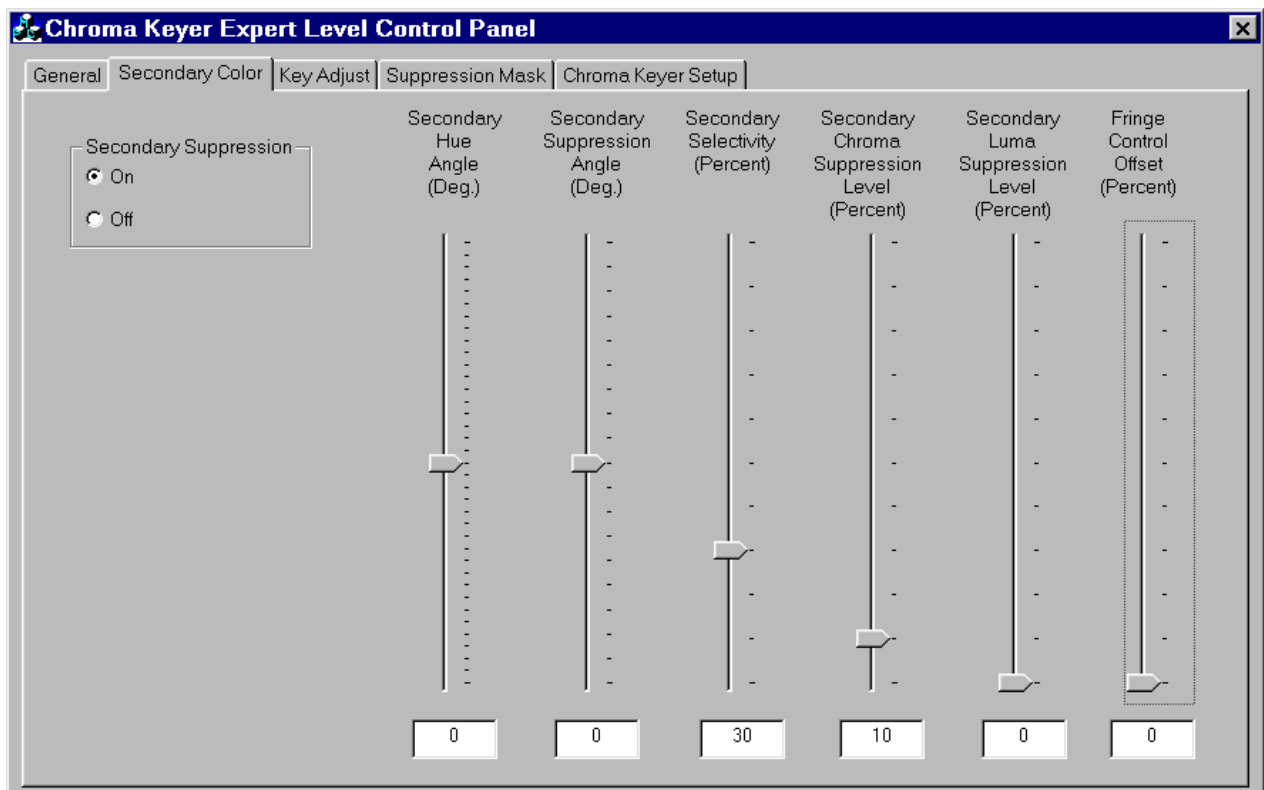 Chroma Keyer Expert Level Control Panel
General Secondary Color Key Adjust Suppression Mask Chroma Keyer Setup
Secondary Suppression
On
Off
Secondary
Hue
Angle
(Deg.)
Secondary
Suppression
Angle
(Deg.)
Secondary
Selectivity
(Percent)
Secondary
Chroma
Suppression
Level
(Percent)
Secondary
Luma
Suppression
Level
(Percent)
Fringe
Control
Offset
(Percent)
0 0 30 10 0 0